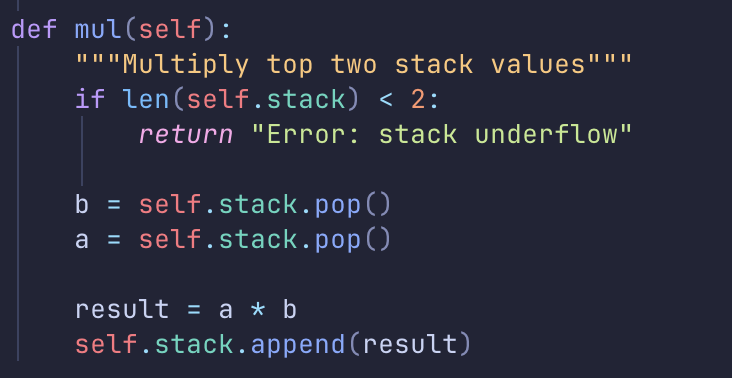 def mul(self):
    """Multiply top two stack values"""
    if len(self.stack) < 2:
        return "Error: stack underflow"

    b = self.stack.pop()
    a = self.stack.pop()

    result = a * b
    self.stack.append(result)